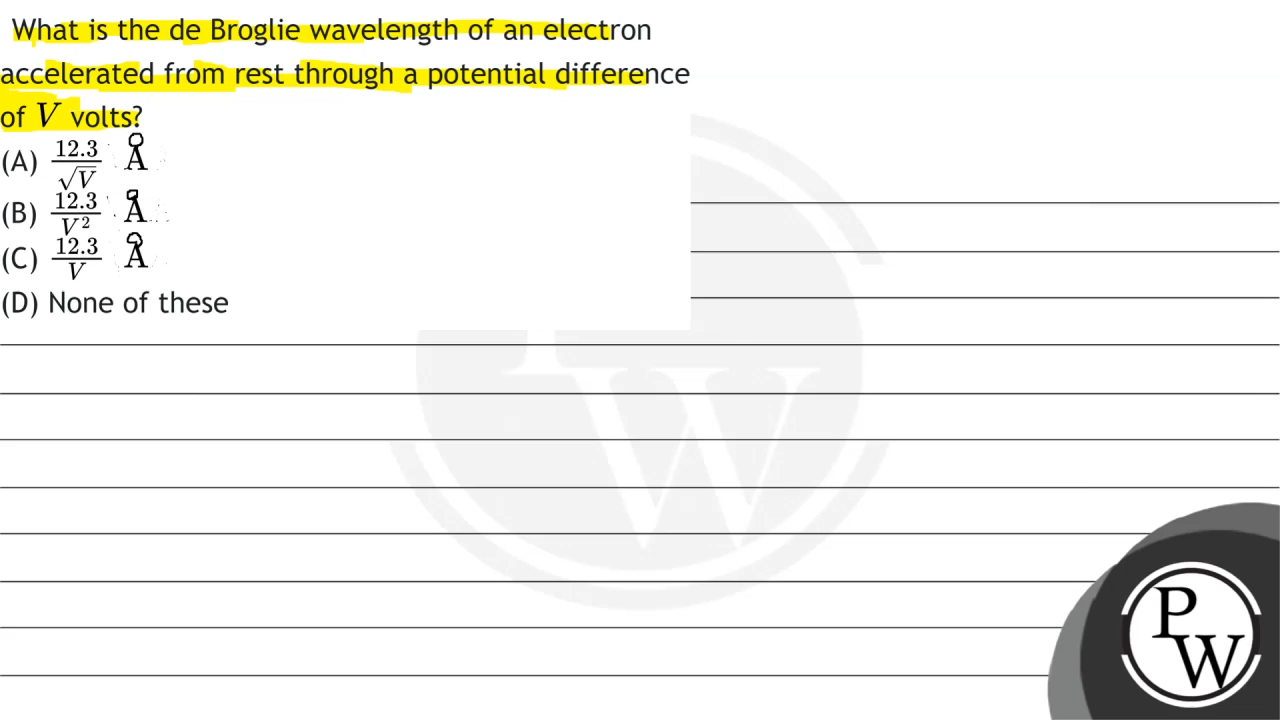 What is the de Broglie wavelength of an electron
accelerated from rest through a potential difference
of V volts?
(A) 12.3/√V Å
(B) 12.3/V² Å
(C) 12.3/V Å
(D) None of these
W
P
W